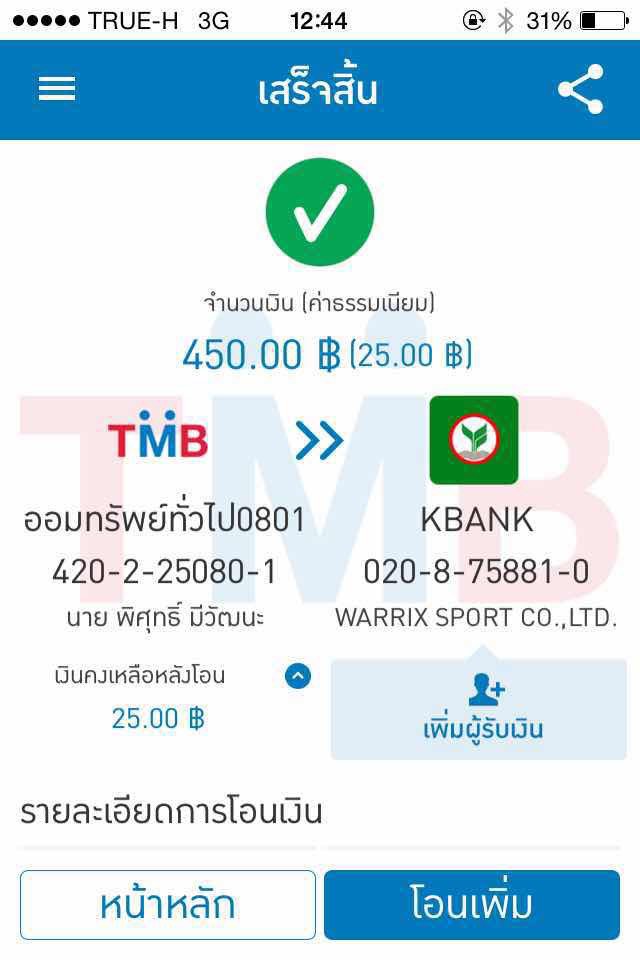 TRUE-H 3G 12:44 31%
เสร็จสิ้น
จำนวนเงิน (ค่าธรรมเนียม)
450.00 ฿ (25.00 ฿)
TMB
TMB
ออมทรัพย์ทั่วไป0801 KBANK
420-2-25080-1 020-8-75881-0
นาย พิศุทธิ์ มีวัฒนะ WARRIX SPORT CO.,LTD.
เงินคงเหลือหลังโอน
25.00 ฿
เพิ่มผู้รับเงิน
รายละเอียดการโอนเงิน
หน้าหลัก โอนเพิ่ม